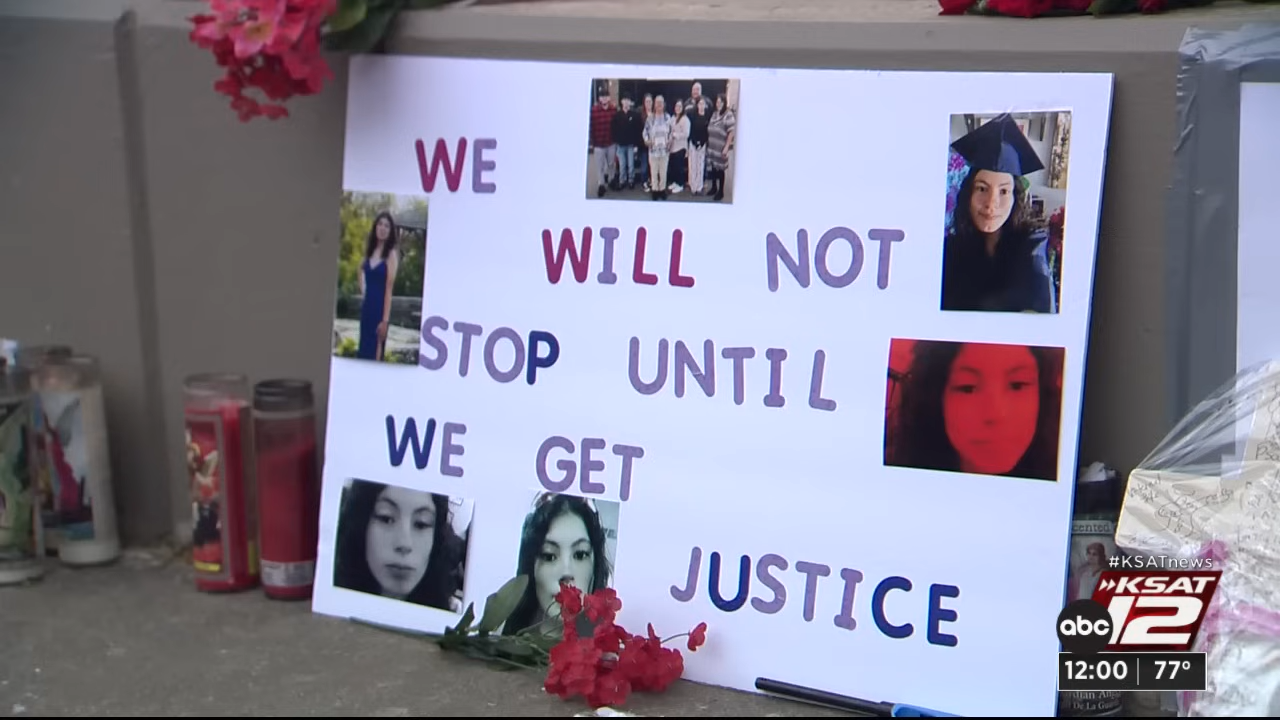 WE
WILL NOT
STOP UNTIL
WE GET
JUSTICE
#KSATnews
KSAT
abc 12
12:00 77°